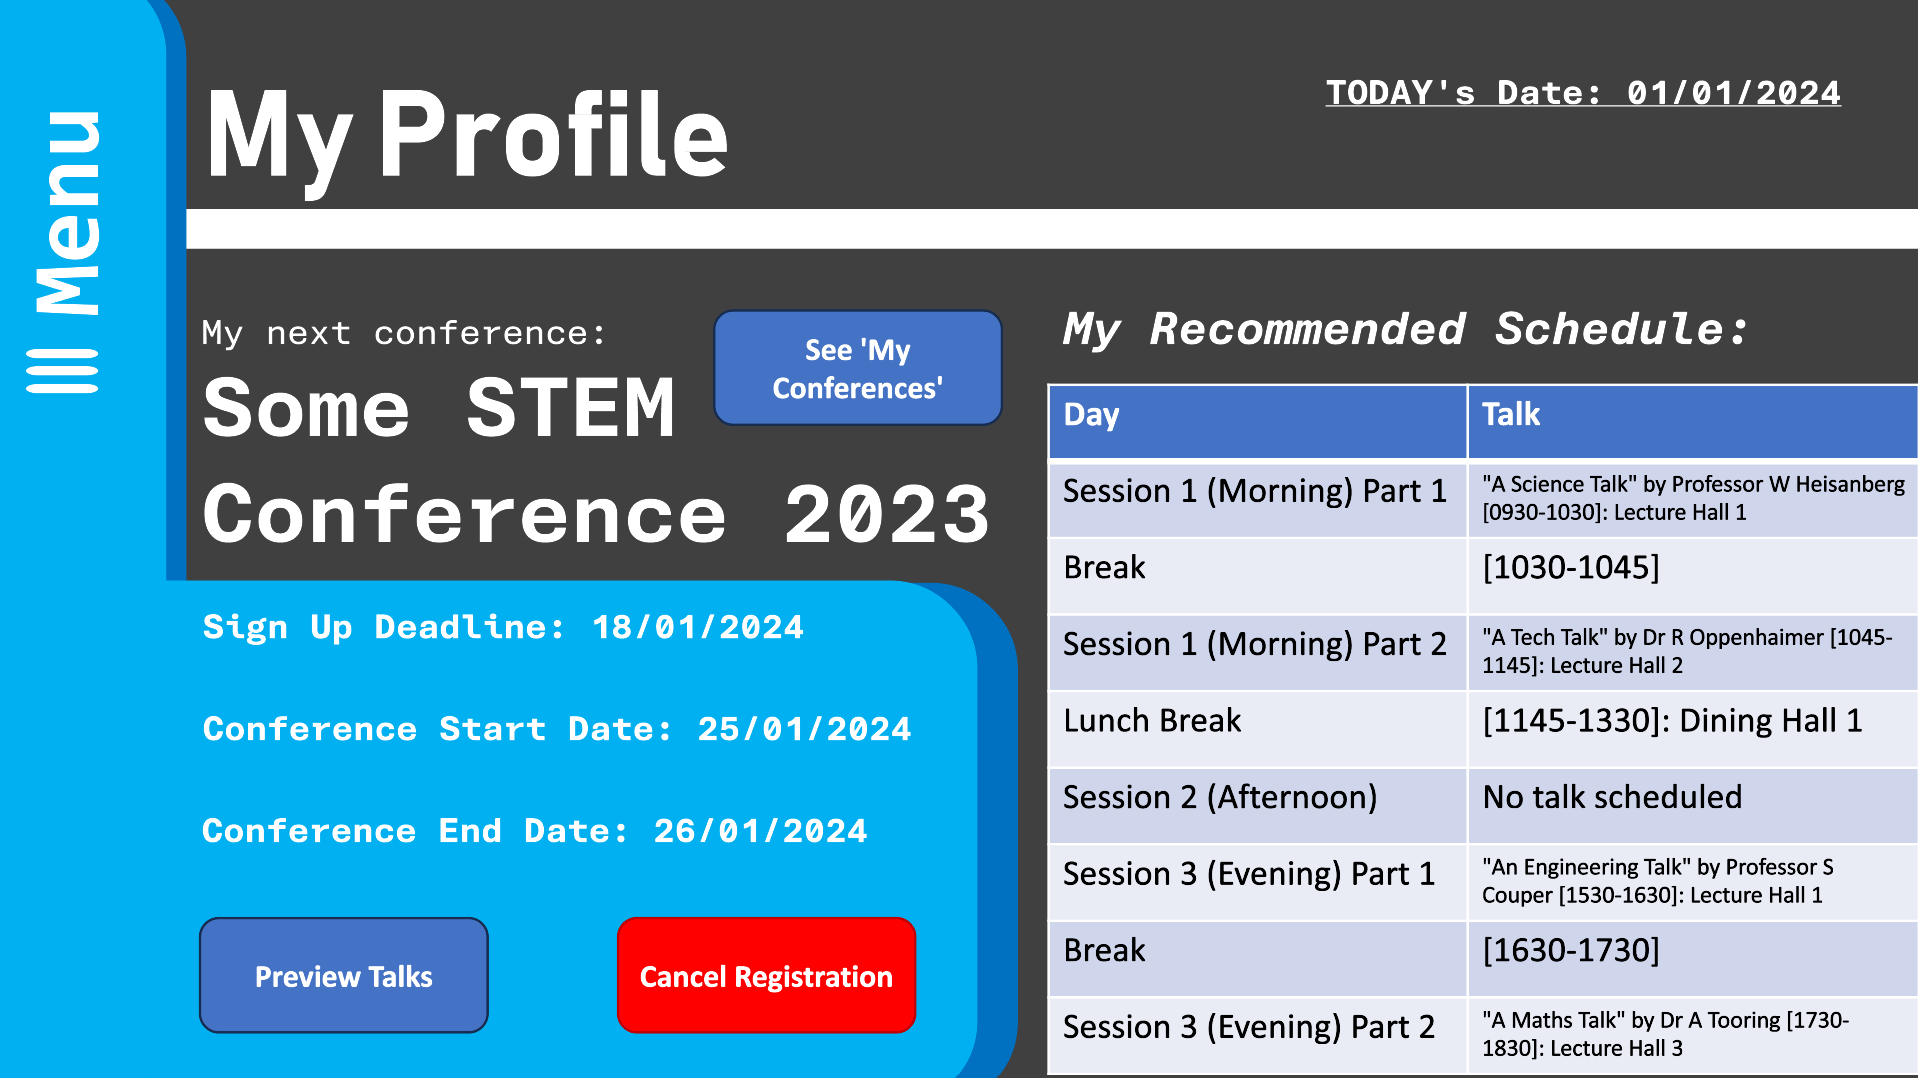 Menu
My Profile
TODAY's Date: 01/01/2024
My next conference:
Some STEM
Conference 2023
See 'My
Conferences'
Sign Up Deadline: 18/01/2024
Conference Start Date: 25/01/2024
Conference End Date: 26/01/2024
Preview Talks
Cancel Registration
My Recommended Schedule:
Day
Talk
Session 1 (Morning) Part 1
"A Science Talk" by Professor W Heisanberg
[0930-1030]: Lecture Hall 1
Break
[1030-1045]
Session 1 (Morning) Part 2
"A Tech Talk" by Dr R Oppenhaimer [1045-
1145]: Lecture Hall 2
Lunch Break
[1145-1330]: Dining Hall 1
Session 2 (Afternoon)
No talk scheduled
Session 3 (Evening) Part 1
"An Engineering Talk" by Professor S
Couper [1530-1630]: Lecture Hall 1
Break
[1630-1730]
Session 3 (Evening) Part 2
"A Maths Talk" by Dr A Tooring [1730-
1830]: Lecture Hall 3